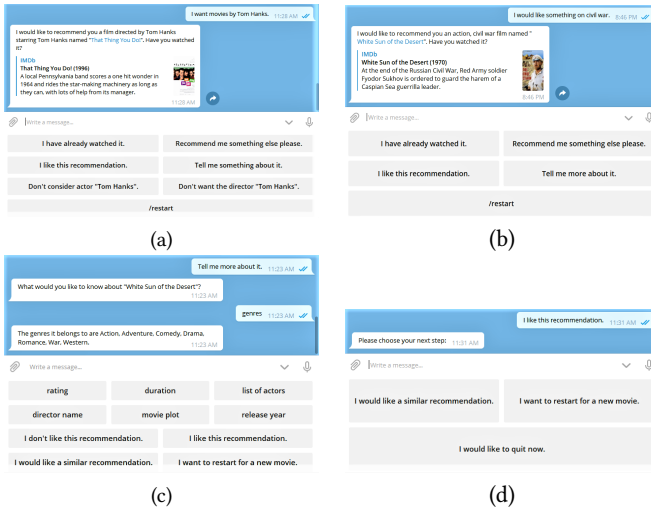 I want movies by Tom Hanks. 11:28 AM
I would like to recommend you a film directed by Tom Hanks
starring Tom Hanks named "That Thing You Do!". Have you watched
it?
IMDb
That Thing You Do! (1996)
A local Pennsylvania band scores a one hit wonder in
1964 and rides the star-making machinery as long as
they can, with lots of help from its manager.
11:28 AM
Write a message...
I have already watched it.
Recommend me something else please.
I like this recommendation.
Tell me something about it.
Don't consider actor "Tom Hanks".
Don't want the director "Tom Hanks".
/restart
(a)
I would like something on civil war. 8:46 PM
I would like to recommend you an action, civil war film named "
White Sun of the Desert". Have you watched it?
IMDb
White Sun of the Desert (1970)
At the end of the Russian Civil War, Red Army soldier
Fyodor Sukhov is ordered to guard the harem of a
Caspian Sea guerrilla leader.
8:46 PM
Write a message...
I have already watched it.
Recommend me something else please.
I like this recommendation.
Tell me more about it.
/restart
(b)
Tell me more about it. 11:23 AM
What would you like to know about "White Sun of the Desert"?
11:23 AM
genres 11:23 AM
The genres it belongs to are Action, Adventure, Comedy, Drama,
Romance, War, Western.
11:23 AM
Write a message...
rating
duration
list of actors
director name
movie plot
release year
I don't like this recommendation.
I like this recommendation.
I would like a similar recommendation.
I want to restart for a new movie.
(c)
I like this recommendation. 11:31 AM
Please choose your next step: 11:31 AM
Write a message...
I would like a similar recommendation.
I want to restart for a new movie.
I would like to quit now.
(d)